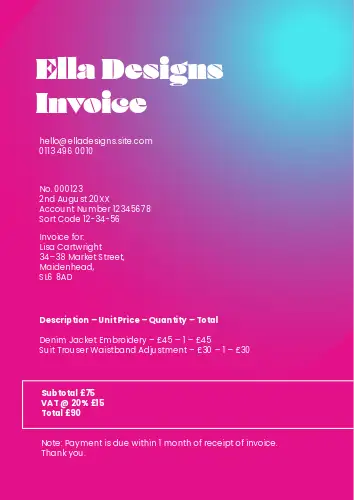 Ella Designs
Invoice
hello@elladesigns.site.com
0113 496 0010
No. 000123
2nd August 20XX
Account Number 12345678
Sort Code 12-34-56
Invoice for:
Lisa Cartwright
34–38 Market Street,
Maidenhead,
SL6 8AD
Description – Unit Price – Quantity – Total
Denim Jacket Embroidery – £45 – 1 – £45
Suit Trouser Waistband Adjustment – £30 – 1 – £30
Subtotal £75
VAT @ 20% £15
Total £90
Note: Payment is due within 1 month of receipt of invoice.
Thank you.